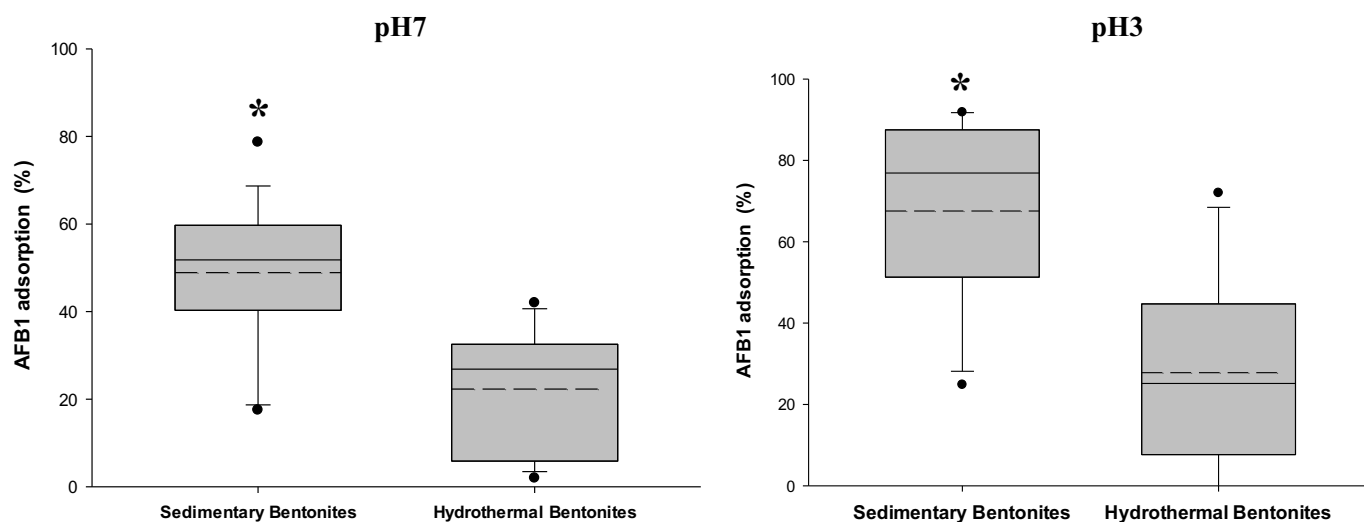 pH7
AFB1 adsorption (%)
100
80
60
40
20
0
*
Sedimentary Bentonites
Hydrothermal Bentonites
pH3
AFB1 adsorption (%)
100
80
60
40
20
0
*
Sedimentary Bentonites
Hydrothermal Bentonites